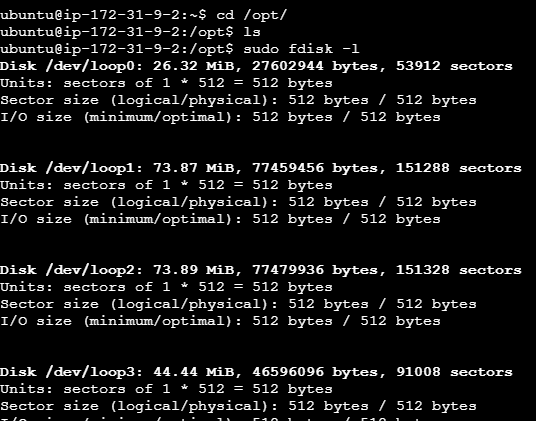 ubuntu@ip-172-31-9-2:~$ cd /opt/
ubuntu@ip-172-31-9-2:/opt$ ls
ubuntu@ip-172-31-9-2:/opt$ sudo fdisk -l
Disk /dev/loop0: 26.32 MiB, 27602944 bytes, 53912 sectors
Units: sectors of 1 * 512 = 512 bytes
Sector size (logical/physical): 512 bytes / 512 bytes
I/O size (minimum/optimal): 512 bytes / 512 bytes
Disk /dev/loop1: 73.87 MiB, 77459456 bytes, 151288 sectors
Units: sectors of 1 * 512 = 512 bytes
Sector size (logical/physical): 512 bytes / 512 bytes
I/O size (minimum/optimal): 512 bytes / 512 bytes
Disk /dev/loop2: 73.89 MiB, 77479936 bytes, 151328 sectors
Units: sectors of 1 * 512 = 512 bytes
Sector size (logical/physical): 512 bytes / 512 bytes
I/O size (minimum/optimal): 512 bytes / 512 bytes
Disk /dev/loop3: 44.44 MiB, 46596096 bytes, 91008 sectors
Units: sectors of 1 * 512 = 512 bytes
Sector size (logical/physical): 512 bytes / 512 bytes